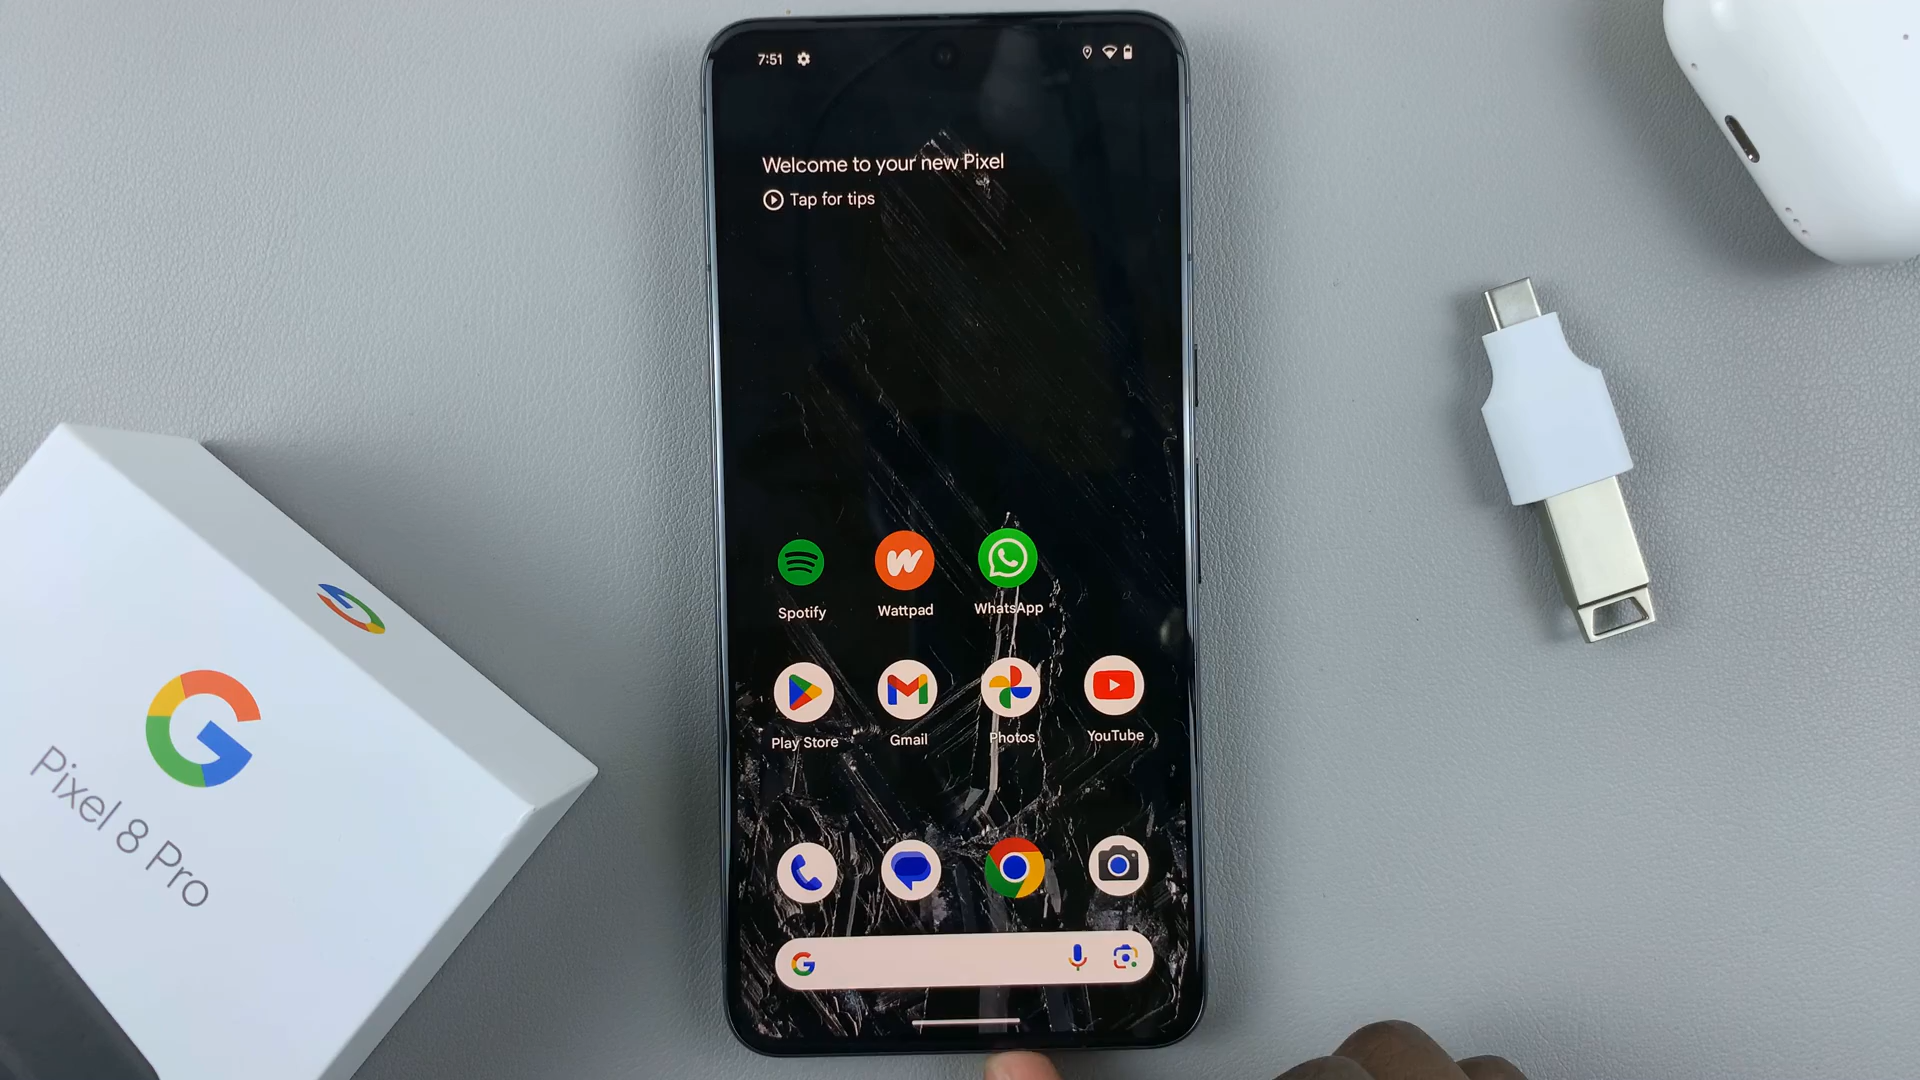 7:51
Welcome to your new Pixel
Tap for tips
Spotify
Wattpad
WhatsApp
Play Store
Gmail
Photos
YouTube
G
Pixel 8 Pro